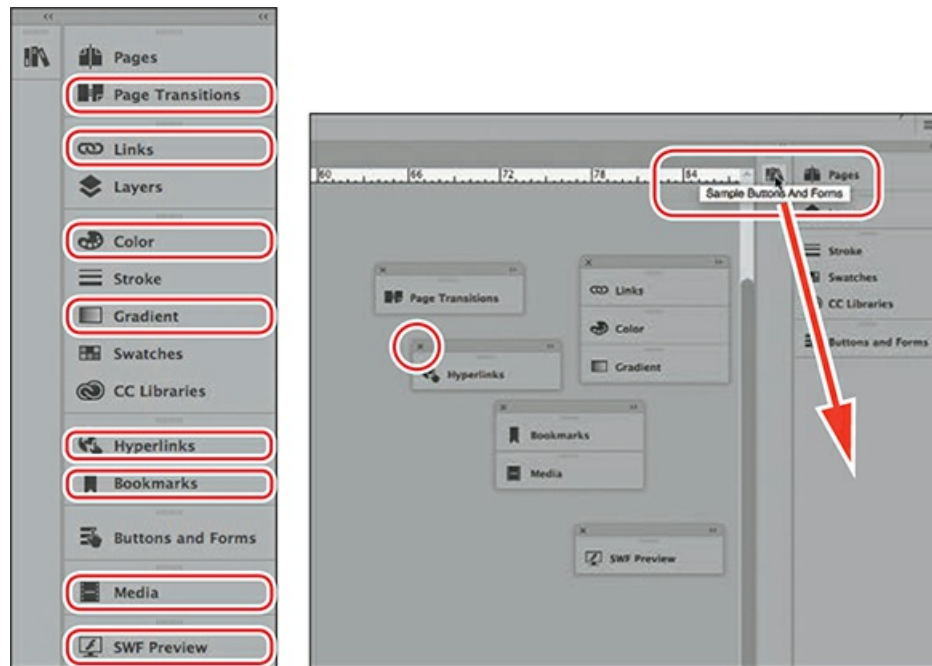 Pages
Page Transitions
Links
Layers
Color
Stroke
Gradient
Swatches
CC Libraries
Hyperlinks
Bookmarks
Buttons and Forms
Media
SWF Preview
60 66 72 78 84
Sample Buttons And Forms
Pages
Stroke
Swatches
CC Libraries
Buttons and Forms
Page Transitions
Links
Color
Gradient
Hyperlinks
Bookmarks
Media
SWF Preview